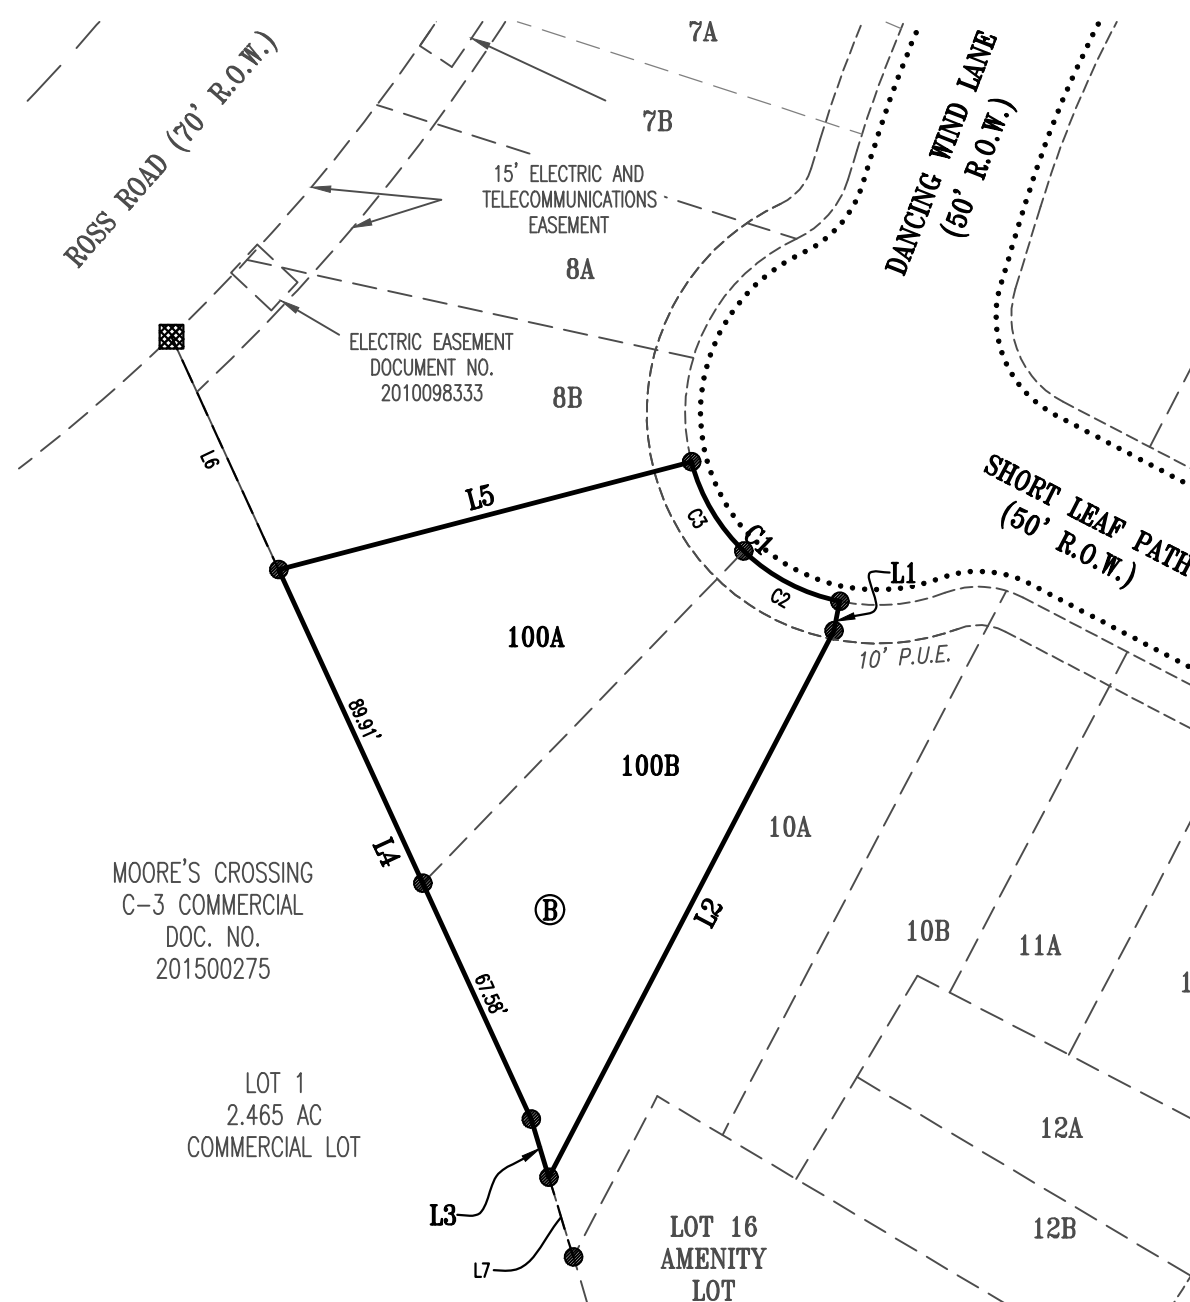 7A
ROSS ROAD (70' R.O.W.)
7B
DANCING WIND LANE
(50' R.O.W.)
15' ELECTRIC AND
TELECOMMUNICATIONS
EASEMENT
8A
ELECTRIC EASEMENT
DOCUMENT NO.
2010098333
8B
L6
L5
SHORT LEAF PATH
(50' R.O.W.)
C3
C1
L1
C2
100A
10' P.U.E.
89.91'
100B
10A
L4
MOORE'S CROSSING
C-3 COMMERCIAL
DOC. NO.
201500275
B
L2
10B
11A
1
67.58'
LOT 1
2.465 AC
COMMERCIAL LOT
12A
L3
LOT 16
AMENITY
LOT
12B
L7